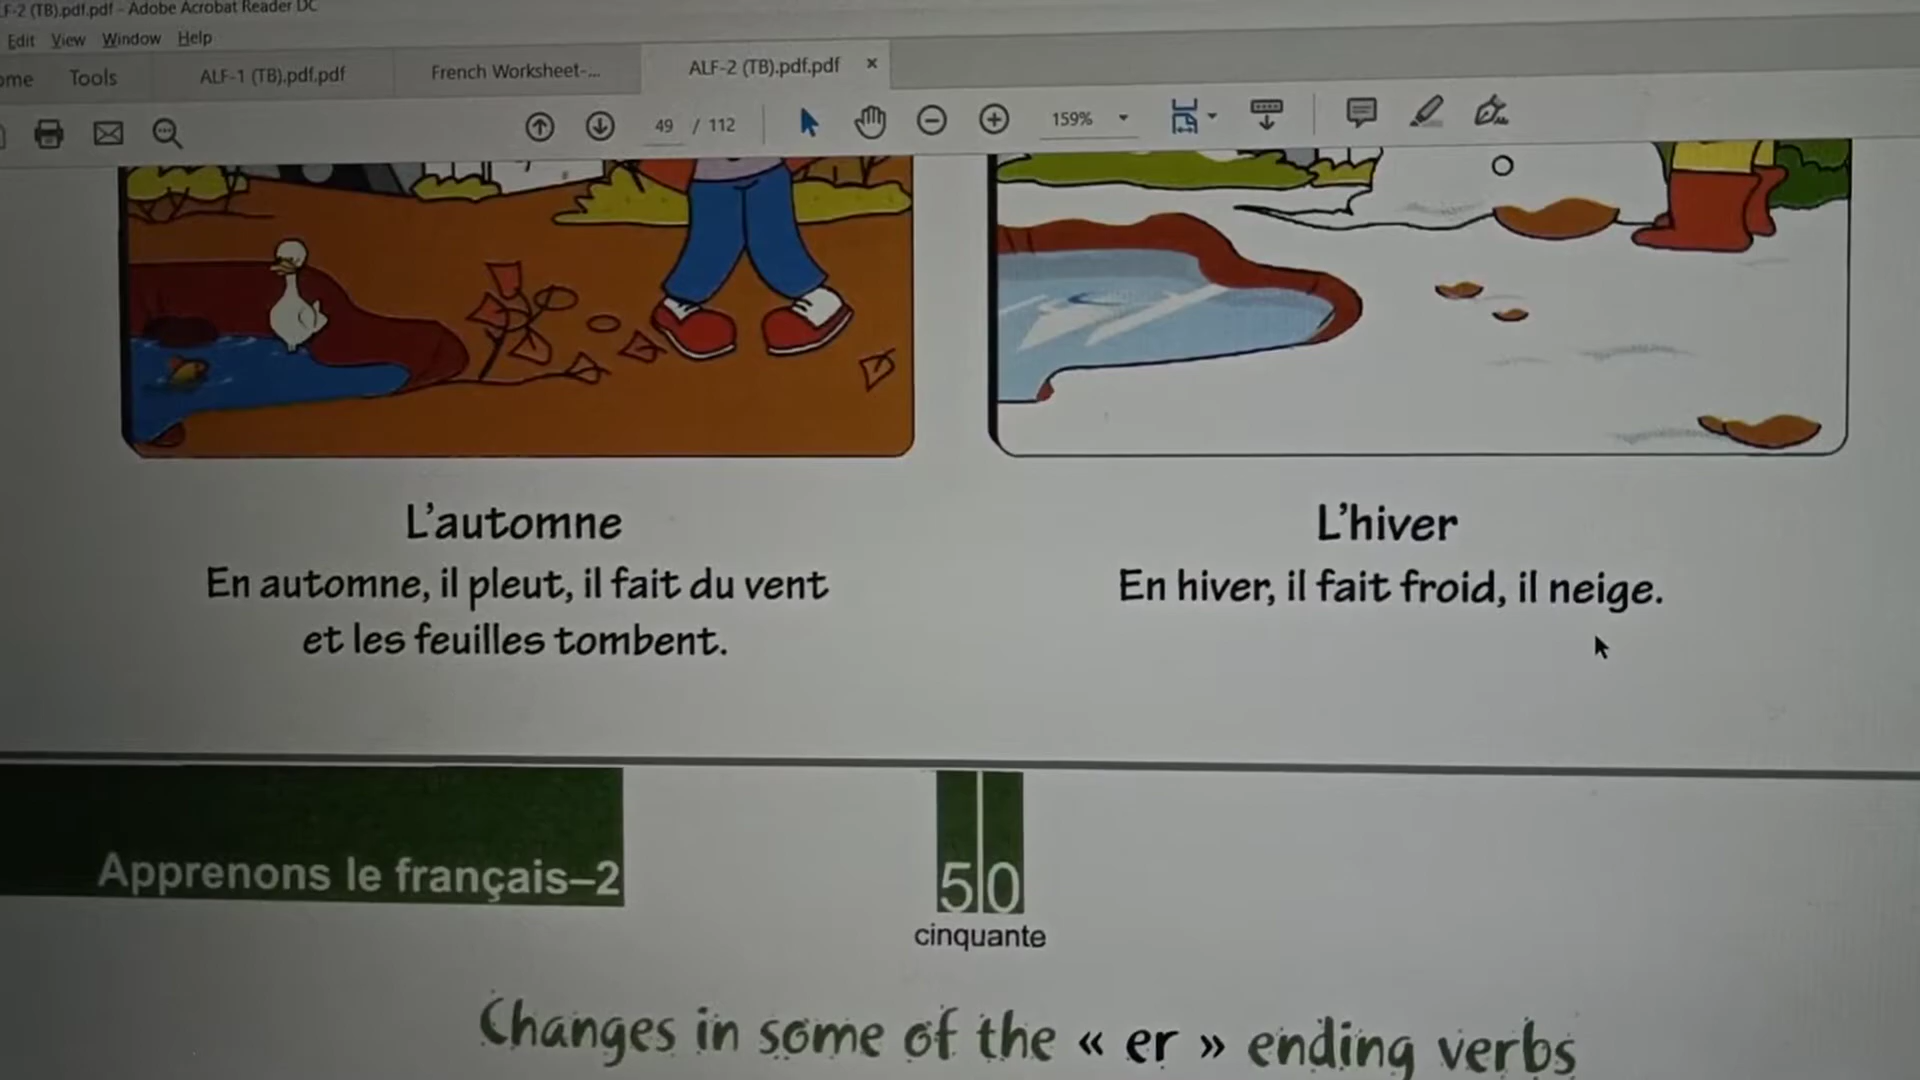 LF-2 (TB).pdf.pdf - Adobe Acrobat Reader DC
Edit View Window Help
Tools ALF-1 (TB).pdf.pdf French Worksheet-... ALF-2 (TB).pdf.pdf ×
49 / 112 159%
L'automne
En automne, il pleut, il fait du vent
et les feuilles tombent.
L'hiver
En hiver, il fait froid, il neige.
Apprenons le français–2
50
cinquante
Changes in some of the « er » ending verbs